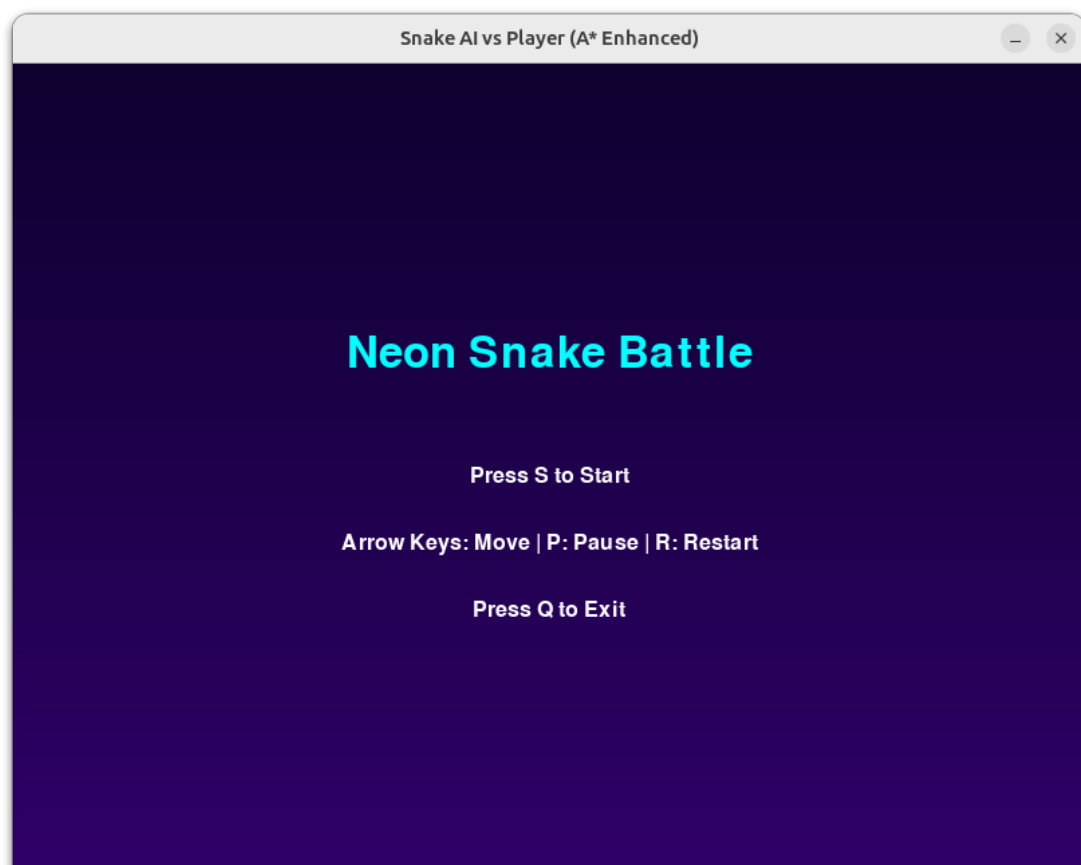 Snake AI vs Player (A* Enhanced)
Neon Snake Battle
Press S to Start
Arrow Keys: Move | P: Pause | R: Restart
Press Q to Exit